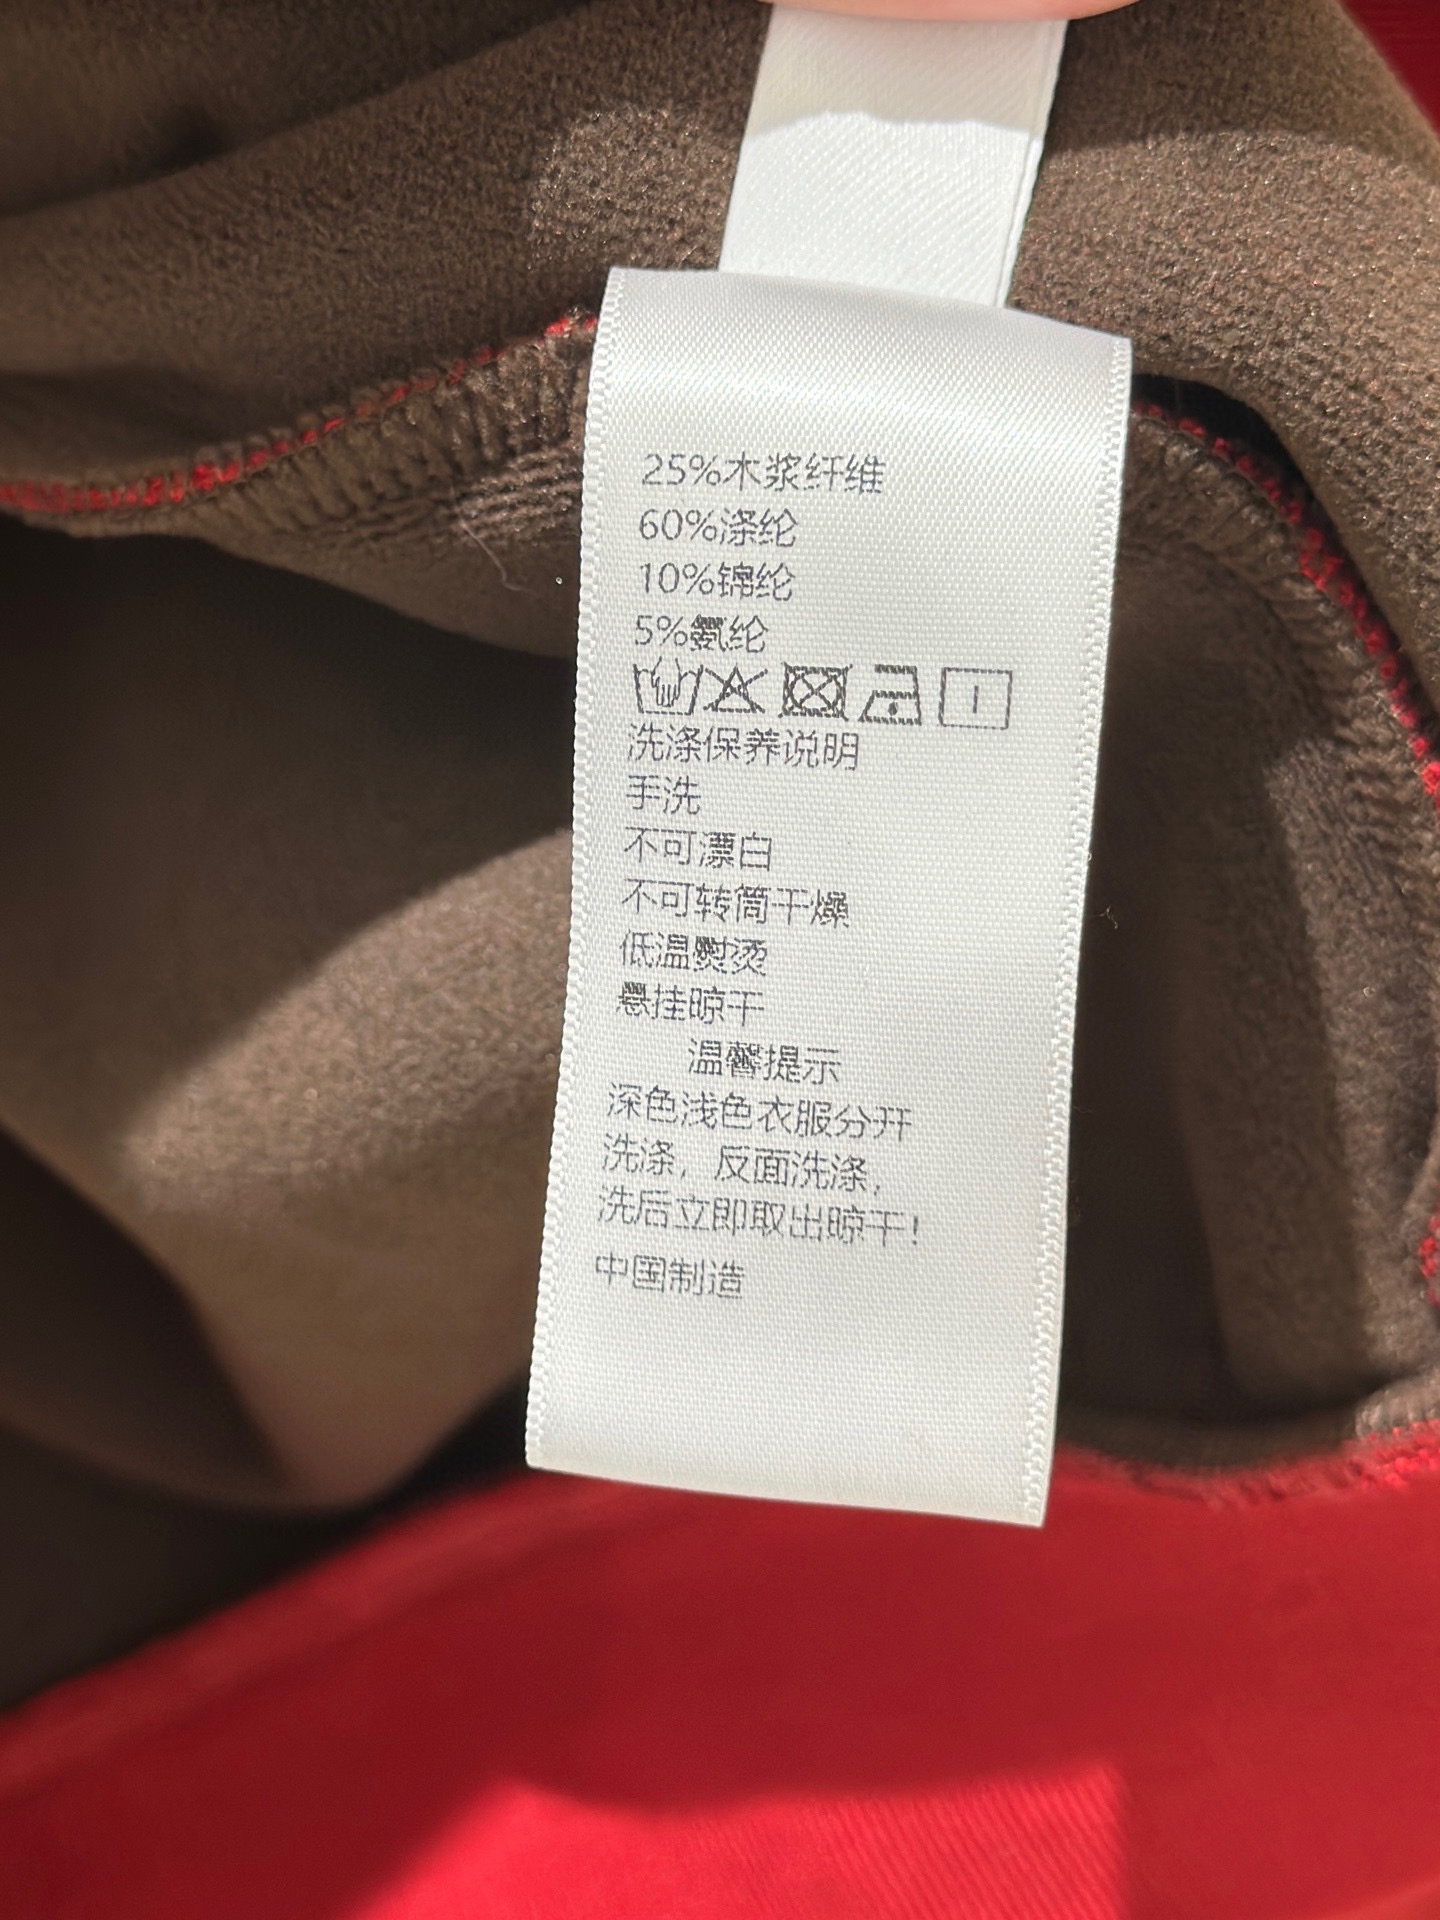 25%木浆纤维
60%涤纶
10%锦纶
5%氨纶
洗涤保养说明
手洗
不可漂白
不可转筒干燥
低温熨烫
悬挂晾干
温馨提示
深色浅色衣服分开
洗涤，反面洗涤，
洗后立即取出晾干！
中国制造